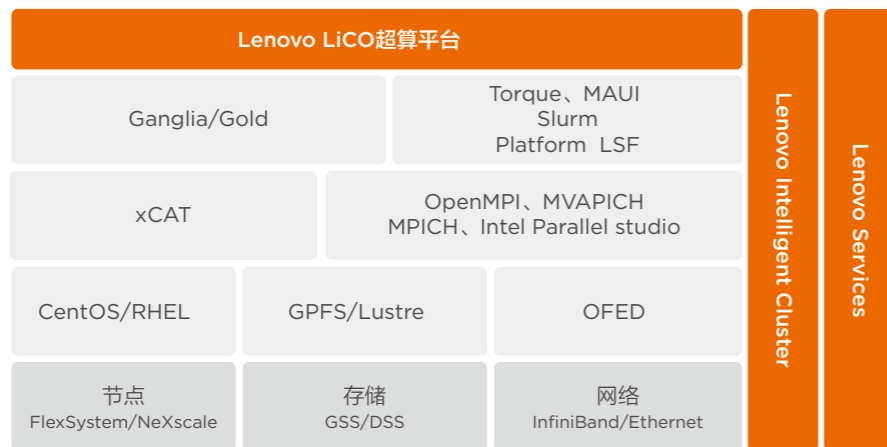 Lenovo LiCO超算平台
Ganglia/Gold
Torque、MAUI
Slurm
Platform LSF
xCAT
OpenMPI、MVAPICH
MPICH、Intel Parallel studio
CentOS/RHEL
GPFS/Lustre
OFED
节点
FlexSystem/NeXscale
存储
GSS/DSS
网络
InfiniBand/Ethernet
Lenovo Intelligent Cluster
Lenovo Services